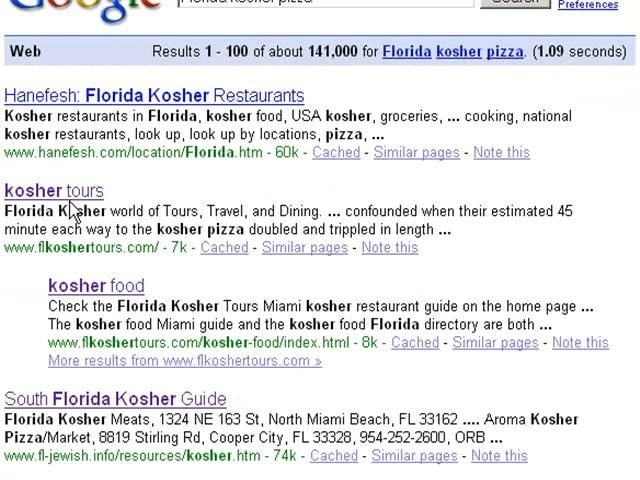 Google
Florida kosher pizza
Search
Preferences
Web
Results 1 - 100 of about 141,000 for Florida kosher pizza. (1.09 seconds)
Hanefesh: Florida Kosher Restaurants
Kosher restaurants in Florida, kosher food, USA kosher, groceries, ... cooking, national
kosher restaurants, look up, look up by locations, pizza, ...
www.hanefesh.com/location/Florida.htm - 60k - Cached - Similar pages - Note this
kosher tours
Florida Kosher world of Tours, Travel, and Dining. ... confounded when their estimated 45
minute each way to the kosher pizza doubled and trippled in length ...
www.flkoshertours.com/ - 7k - Cached - Similar pages - Note this
kosher food
Check the Florida Kosher Tours Miami kosher restaurant guide on the home page ...
The kosher food Miami guide and the kosher food Florida directory are both ...
www.flkoshertours.com/kosher-food/index.html - 8k - Cached - Similar pages - Note this
More results from www.flkoshertours.com »
South Florida Kosher Guide
Florida Kosher Meats, 1324 NE 163 St, North Miami Beach, FL 33162 .... Aroma Kosher
Pizza/Market, 8819 Stirling Rd, Cooper City, FL 33328, 954-252-2600, ORB ...
www.fl-jewish.info/resources/kosher.htm - 74k - Cached - Similar pages - Note this